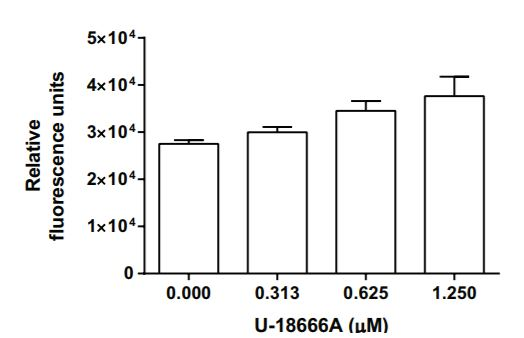 5×10⁴
4×10⁴
3×10⁴
2×10⁴
1×10⁴
0
Relative
fluorescence units
0.000 0.313 0.625 1.250
U-18666A (µM)